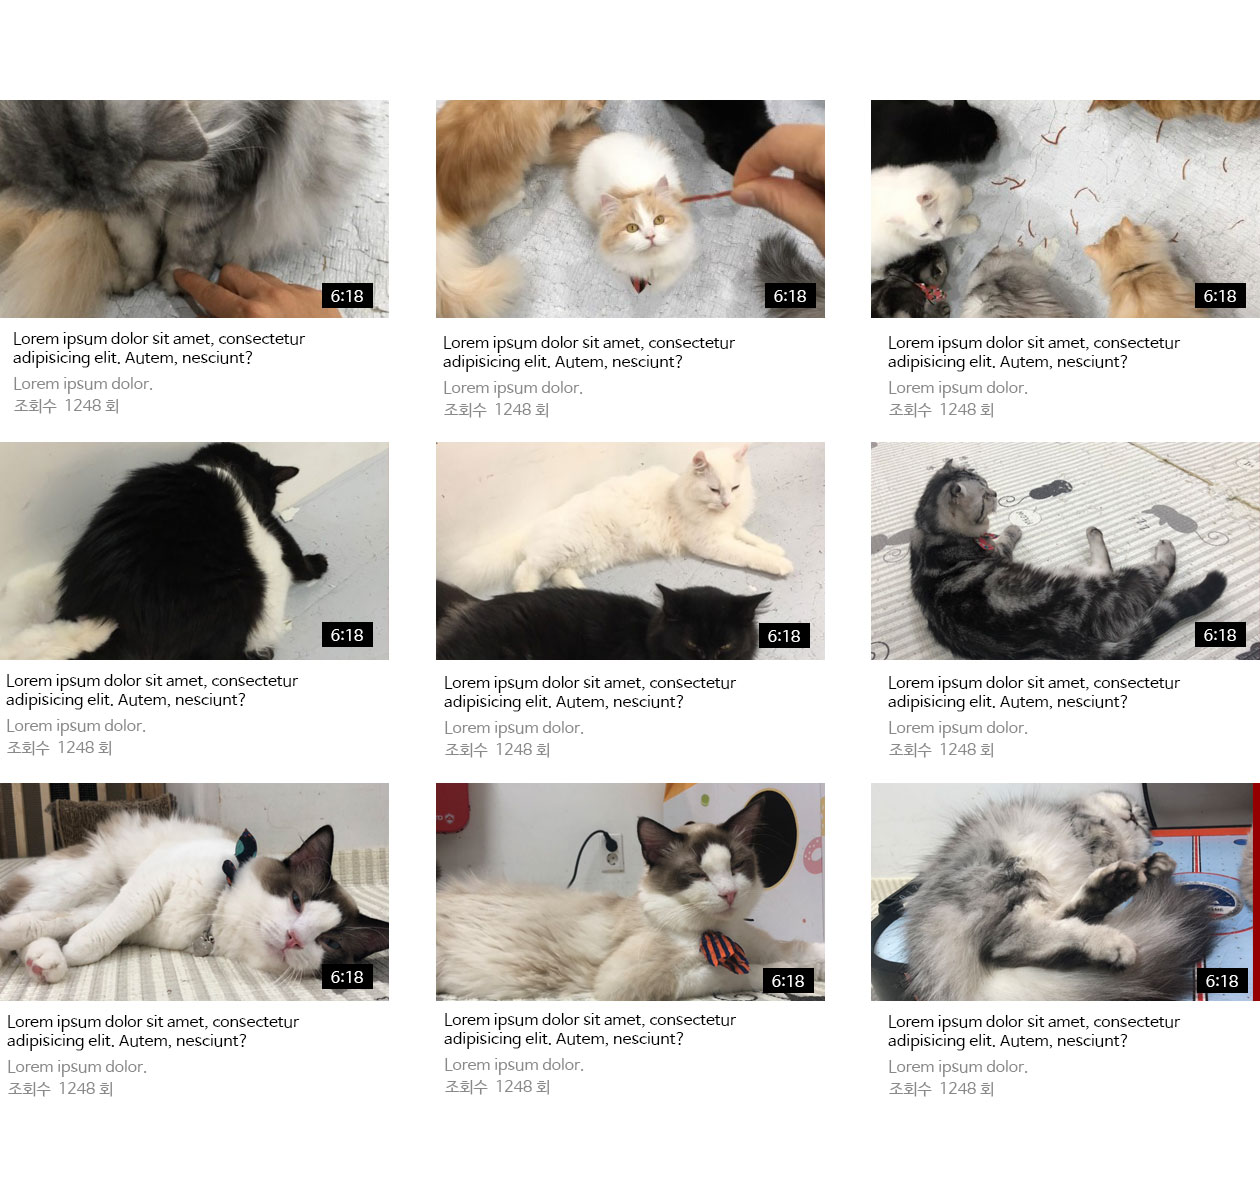 6:18
6:18
6:18
Lorem ipsum dolor sit amet, consectetur
adipisicing elit. Autem, nesciunt?
Lorem ipsum dolor.
조회수 1248 회
Lorem ipsum dolor sit amet, consectetur
adipisicing elit. Autem, nesciunt?
Lorem ipsum dolor.
조회수 1248 회
Lorem ipsum dolor sit amet, consectetur
adipisicing elit. Autem, nesciunt?
Lorem ipsum dolor.
조회수 1248 회
6:18
6:18
6:18
Lorem ipsum dolor sit amet, consectetur
adipisicing elit. Autem, nesciunt?
Lorem ipsum dolor.
조회수 1248 회
Lorem ipsum dolor sit amet, consectetur
adipisicing elit. Autem, nesciunt?
Lorem ipsum dolor.
조회수 1248 회
Lorem ipsum dolor sit amet, consectetur
adipisicing elit. Autem, nesciunt?
Lorem ipsum dolor.
조회수 1248 회
6:18
6:18
6:18
Lorem ipsum dolor sit amet, consectetur
adipisicing elit. Autem, nesciunt?
Lorem ipsum dolor.
조회수 1248 회
Lorem ipsum dolor sit amet, consectetur
adipisicing elit. Autem, nesciunt?
Lorem ipsum dolor.
조회수 1248 회
Lorem ipsum dolor sit amet, consectetur
adipisicing elit. Autem, nesciunt?
Lorem ipsum dolor.
조회수 1248 회